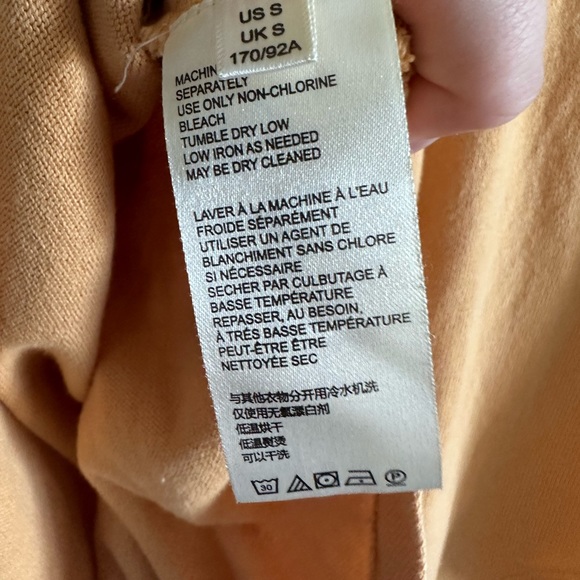 US S
UK S
170/92A
MACHIN
SEPARATELY
USE ONLY NON-CHLORINE
BLEACH
TUMBLE DRY LOW
LOW IRON AS NEEDED
MAY BE DRY CLEANED
LAVER À LA MACHINE À L'EAU
FROIDE SÉPARÉMENT
UTILISER UN AGENT DE
BLANCHIMENT SANS CHLORE
SI NÉCESSAIRE
SECHER PAR CULBUTAGE À
BASSE TEMPÉRATURE
REPASSER, AU BESOIN,
À TRÉS BASSE TEMPÉRATURE
PEUT-ÊTRE ÊTRE
NETTOYÉE SEC
与其他衣物分开用冷水机洗
仅使用无氯漂白剂
低温烘干
低温熨烫
可以干洗
30 P